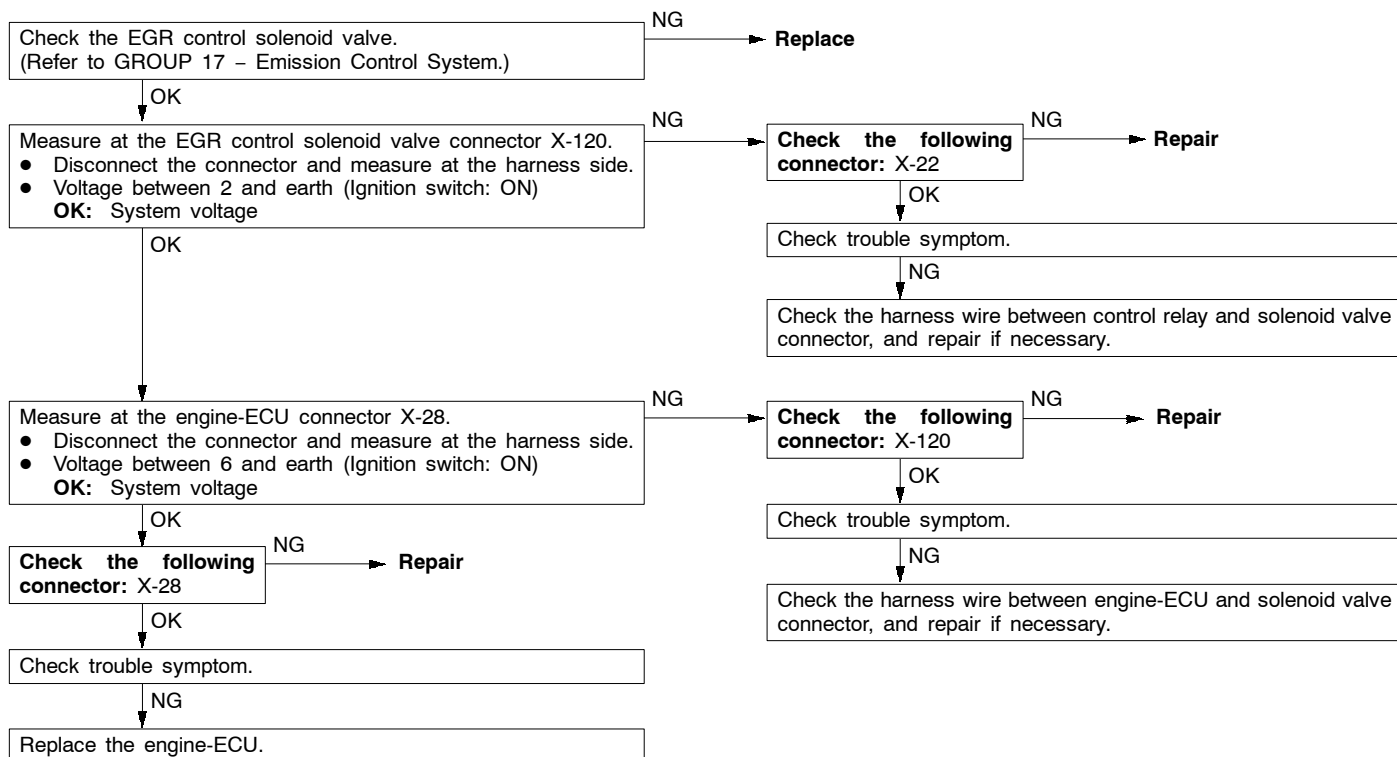 Check the EGR control solenoid valve.
(Refer to GROUP 17 – Emission Control System.)
NG
Replace
OK
Measure at the EGR control solenoid valve connector X-120.
● Disconnect the connector and measure at the harness side.
● Voltage between 2 and earth (Ignition switch: ON)
OK: System voltage
NG
Check the following
connector: X-22
NG
Repair
OK
Check trouble symptom.
NG
Check the harness wire between control relay and solenoid valve
connector, and repair if necessary.
OK
Measure at the engine-ECU connector X-28.
● Disconnect the connector and measure at the harness side.
● Voltage between 6 and earth (Ignition switch: ON)
OK: System voltage
NG
Check the following
connector: X-120
NG
Repair
OK
Check trouble symptom.
NG
Check the harness wire between engine-ECU and solenoid valve
connector, and repair if necessary.
OK
Check the following
connector: X-28
NG
Repair
OK
Check trouble symptom.
NG
Replace the engine-ECU.